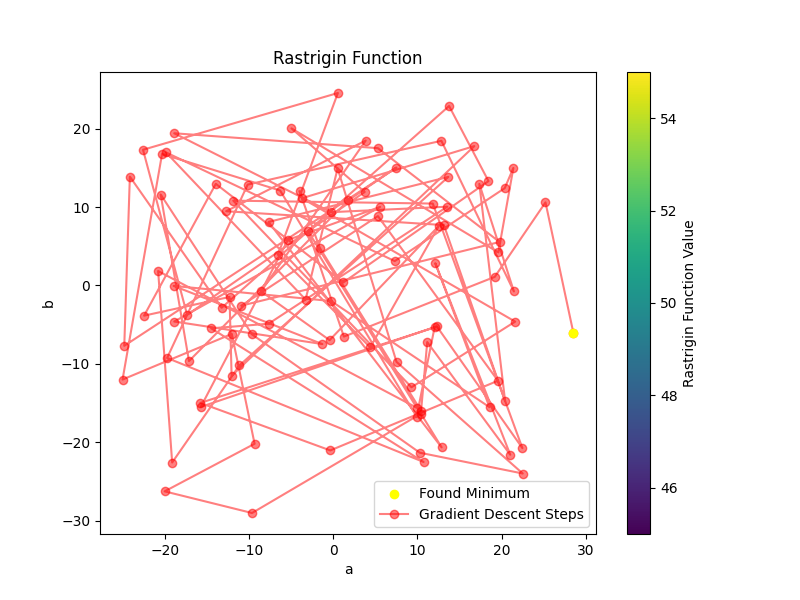 Rastrigin Function
20
10
0
−10
−20
−30
b
−20
−10
0
10
20
30
a
Found Minimum
Gradient Descent Steps
54
52
50
48
46
Rastrigin Function Value